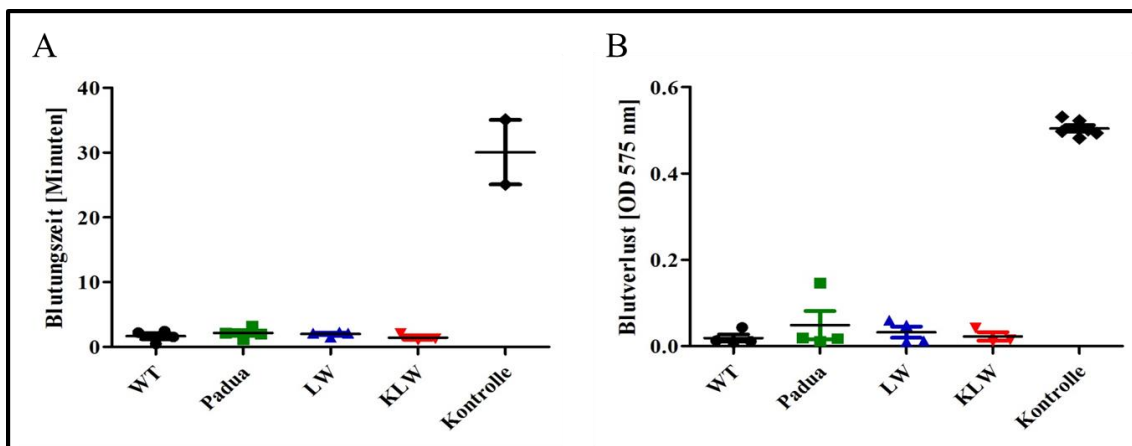 A
Blutungszeit [Minuten]
40
30
20
10
0
WT
Padua
LW
KLW
Kontrolle
B
Blutverlust [OD 575 nm]
0.6
0.4
0.2
0.0
WT
Padua
LW
KLW
Kontrolle